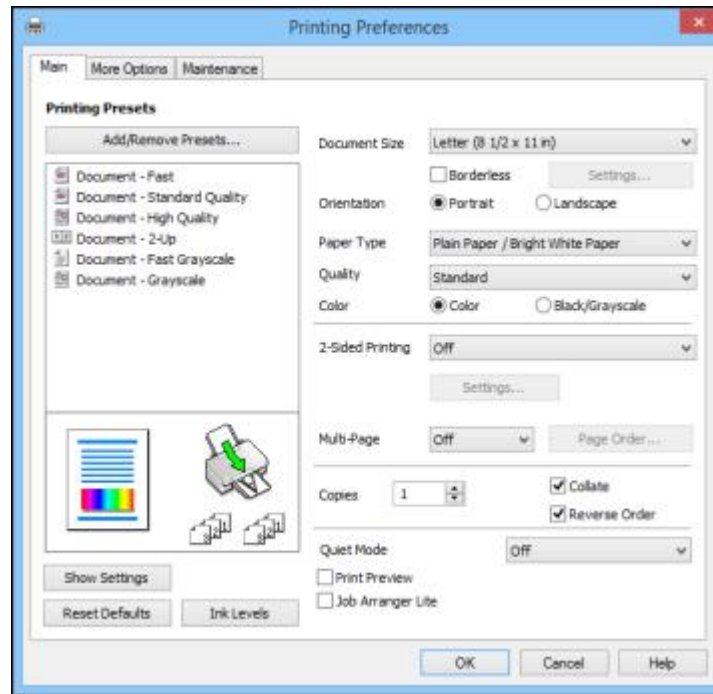 Printing Preferences
Main
More Options
Maintenance
Printing Presets
Add/Remove Presets...
Document - Fast
Document - Standard Quality
Document - High Quality
Document - 2-Up
Document - Fast Grayscale
Document - Grayscale
Show Settings
Reset Defaults
Ink Levels
Document Size
Letter (8 1/2 x 11 in)
Borderless
Settings...
Orientation
Portrait
Landscape
Paper Type
Plain Paper / Bright White Paper
Quality
Standard
Color
Color
Black/Grayscale
2-Sided Printing
Off
Settings...
Multi-Page
Off
Page Order...
Copies
1
Collate
Reverse Order
Quiet Mode
Off
Print Preview
Job Arranger Lite
OK
Cancel
Help